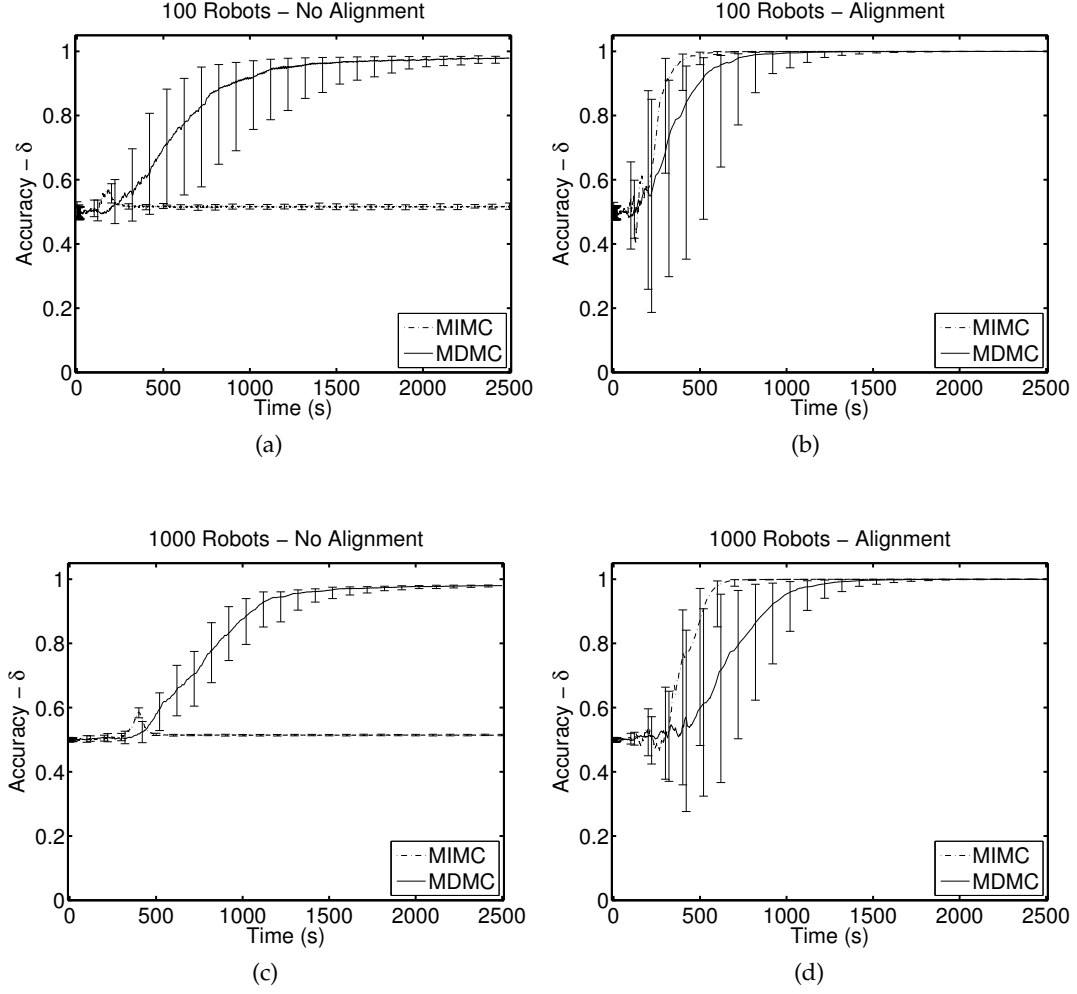 100 Robots − No Alignment
1
0.8
0.6
0.4
0.2
0
Accuracy − δ
0 500 1000 1500 2000 2500
Time (s)
MIMC
MDMC
(a)
100 Robots − Alignment
1
0.8
0.6
0.4
0.2
0
Accuracy − δ
0 500 1000 1500 2000 2500
Time (s)
MIMC
MDMC
(b)
1000 Robots − No Alignment
1
0.8
0.6
0.4
0.2
0
Accuracy − δ
0 500 1000 1500 2000 2500
Time (s)
MIMC
MDMC
(c)
1000 Robots − Alignment
1
0.8
0.6
0.4
0.2
0
Accuracy − δ
0 500 1000 1500 2000 2500
Time (s)
MIMC
MDMC
(d)